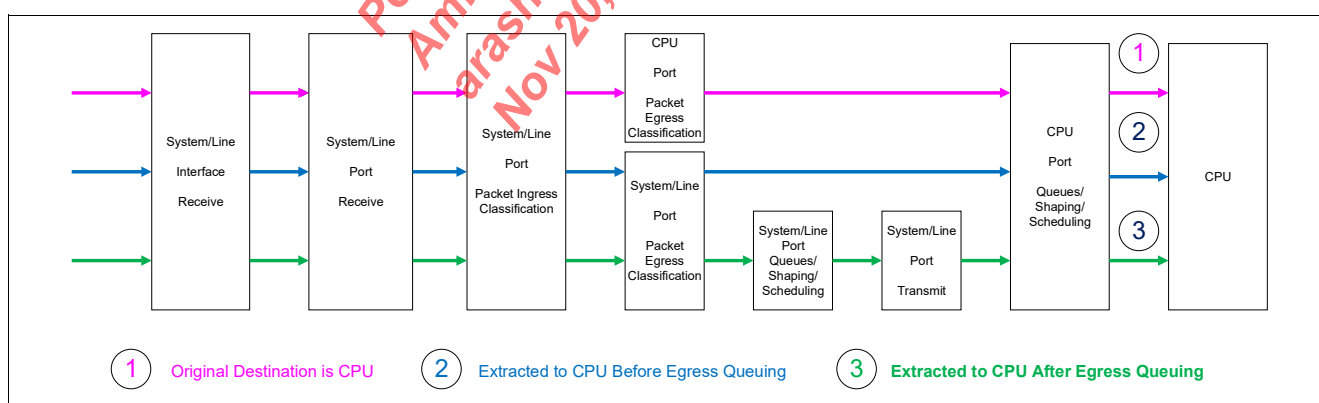 Nov 20,
System/Line
Interface
Receive
System/Line
Port
Receive
System/Line
Port
Packet Ingress
Classification
CPU
Port
Packet
Egress
Classification
System/Line
Port
Packet
Egress
Classification
System/Line
Port
Queues/
Shaping/
Scheduling
System/Line
Port
Transmit
CPU
Port
Queues/
Shaping/
Scheduling
1
2
3
CPU
1 Original Destination is CPU
2 Extracted to CPU Before Egress Queuing
3 Extracted to CPU After Egress Queuing